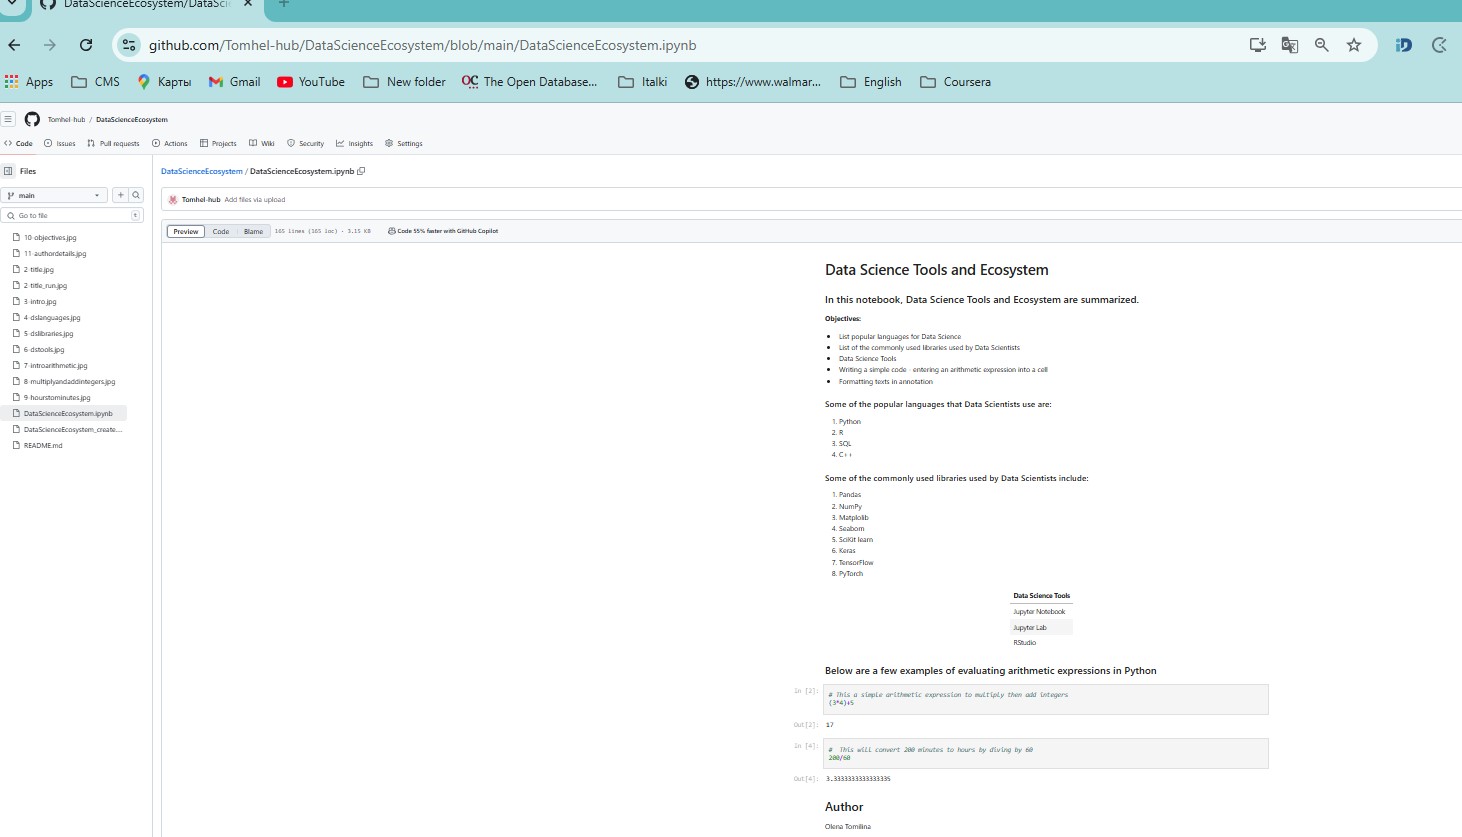 DataScienceEcosystem/DataSci
github.com/Tomhel-hub/DataScienceEcosystem/blob/main/DataScienceEcosystem.ipynb
Apps CMS Карты Gmail YouTube New folder The Open Database... Italki https://www.walmar... English Coursera
Tomhel-hub / DataScienceEcosystem
Code Issues Pull requests Actions Projects Wiki Security Insights Settings
Files
main
Go to file t
10-objectives.jpg
11-authordetails.jpg
2-title.jpg
2-title_run.jpg
3-intro.jpg
4-dslanguages.jpg
5-dslibraries.jpg
6-dstools.jpg
7-introarithmetic.jpg
8-multiplyandaddintegers.jpg
9-hourstominutes.jpg
DataScienceEcosystem.ipynb
DataScienceEcosystem_create....
README.md
DataScienceEcosystem / DataScienceEcosystem.ipynb
Tomhel-hub Add files via upload
Preview Code Blame 165 lines (165 loc) · 3.15 KB Code 55% faster with GitHub Copilot
Data Science Tools and Ecosystem
In this notebook, Data Science Tools and Ecosystem are summarized.
Objectives:
• List popular languages for Data Science
• List of the commonly used libraries used by Data Scientists
• Data Science Tools
• Writing a simple code - entering an arithmetic expression into a cell
• Formatting texts in annotation
Some of the popular languages that Data Scientists use are:
1. Python
2. R
3. SQL
4. C++
Some of the commonly used libraries used by Data Scientists include:
1. Pandas
2. NumPy
3. Matplolib
4. Seaborn
5. SciKit learn
6. Keras
7. TensorFlow
8. PyTorch
Data Science Tools
Jupyter Notebook
Jupyter Lab
RStudio
Below are a few examples of evaluating arithmetic expressions in Python
In [2]: # This a simple arithmetic expression to multiply then add integers
(3*4)+5
Out[2]: 17
In [4]: # This will convert 200 minutes to hours by diving by 60
200/60
Out[4]: 3.3333333333333335
Author
Olena Tomilina